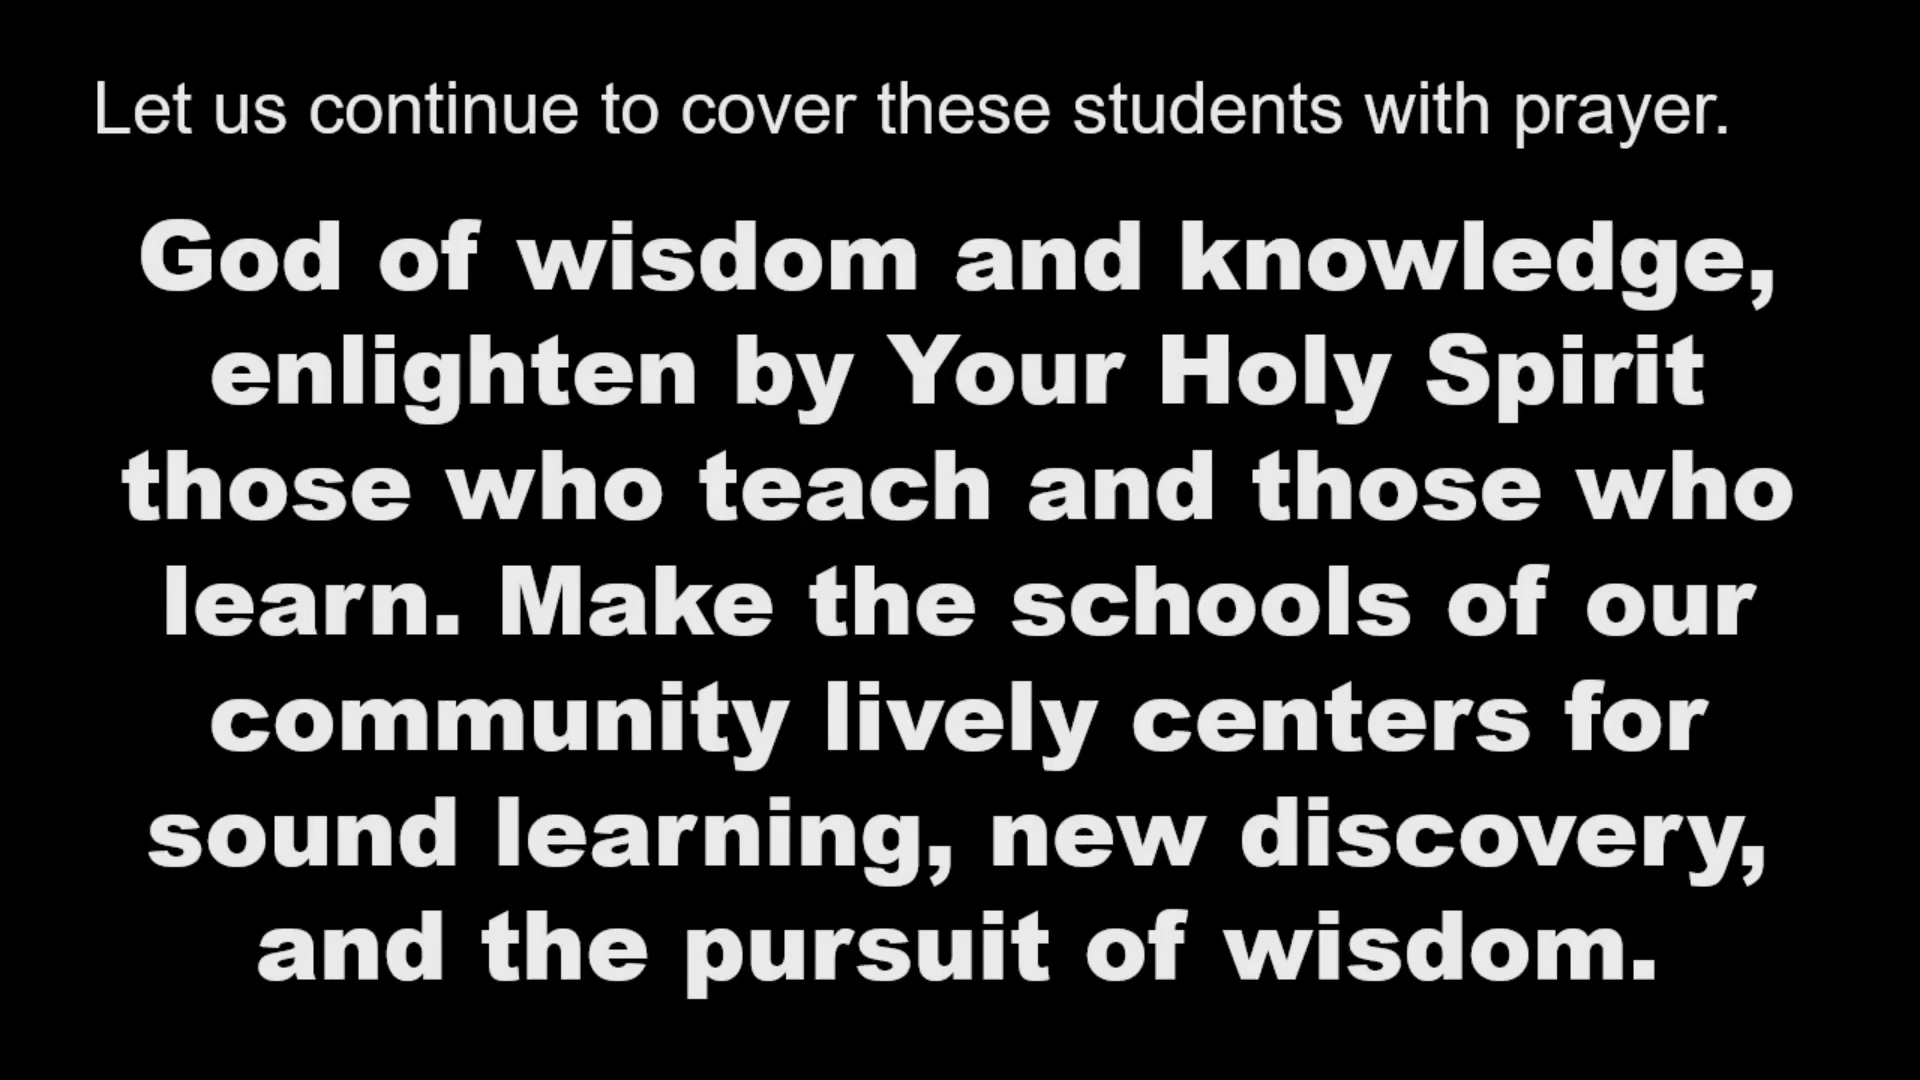 Let us continue to cover these students with prayer.
God of wisdom and knowledge,
enlighten by Your Holy Spirit
those who teach and those who
learn. Make the schools of our
community lively centers for
sound learning, new discovery,
and the pursuit of wisdom.